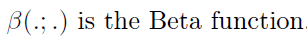 β(.; .) is the Beta function.